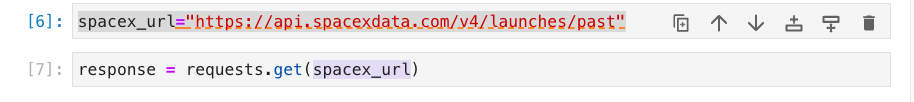 [6]: spacex_url="https://api.spacexdata.com/v4/launches/past"
[7]: response = requests.get(spacex_url)